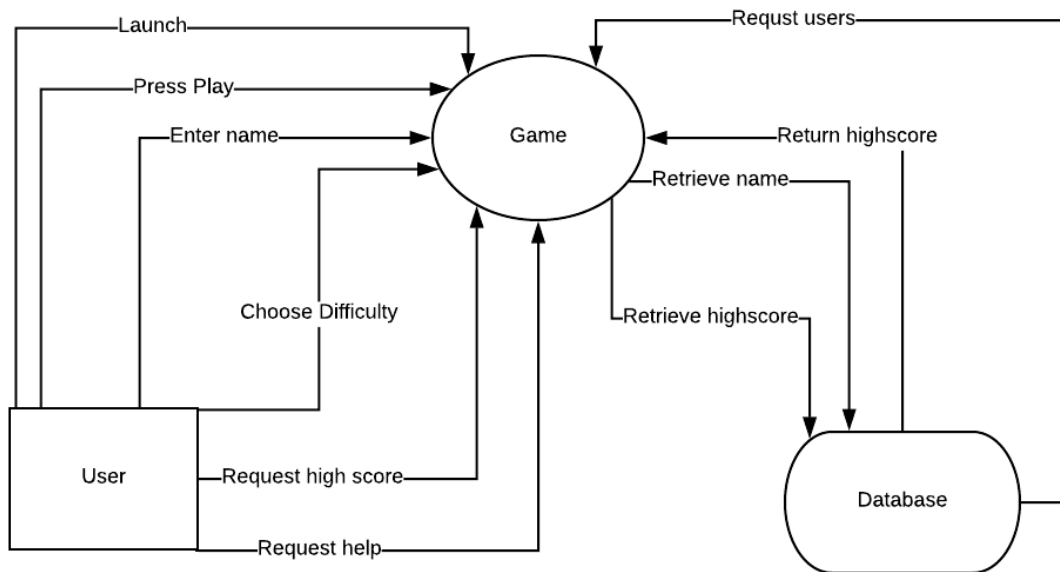 Launch
Requst users
Press Play
Enter name
Game
Return highscore
Retrieve name
Choose Difficulty
Retrieve highscore
User
Request high score
Database
Request help